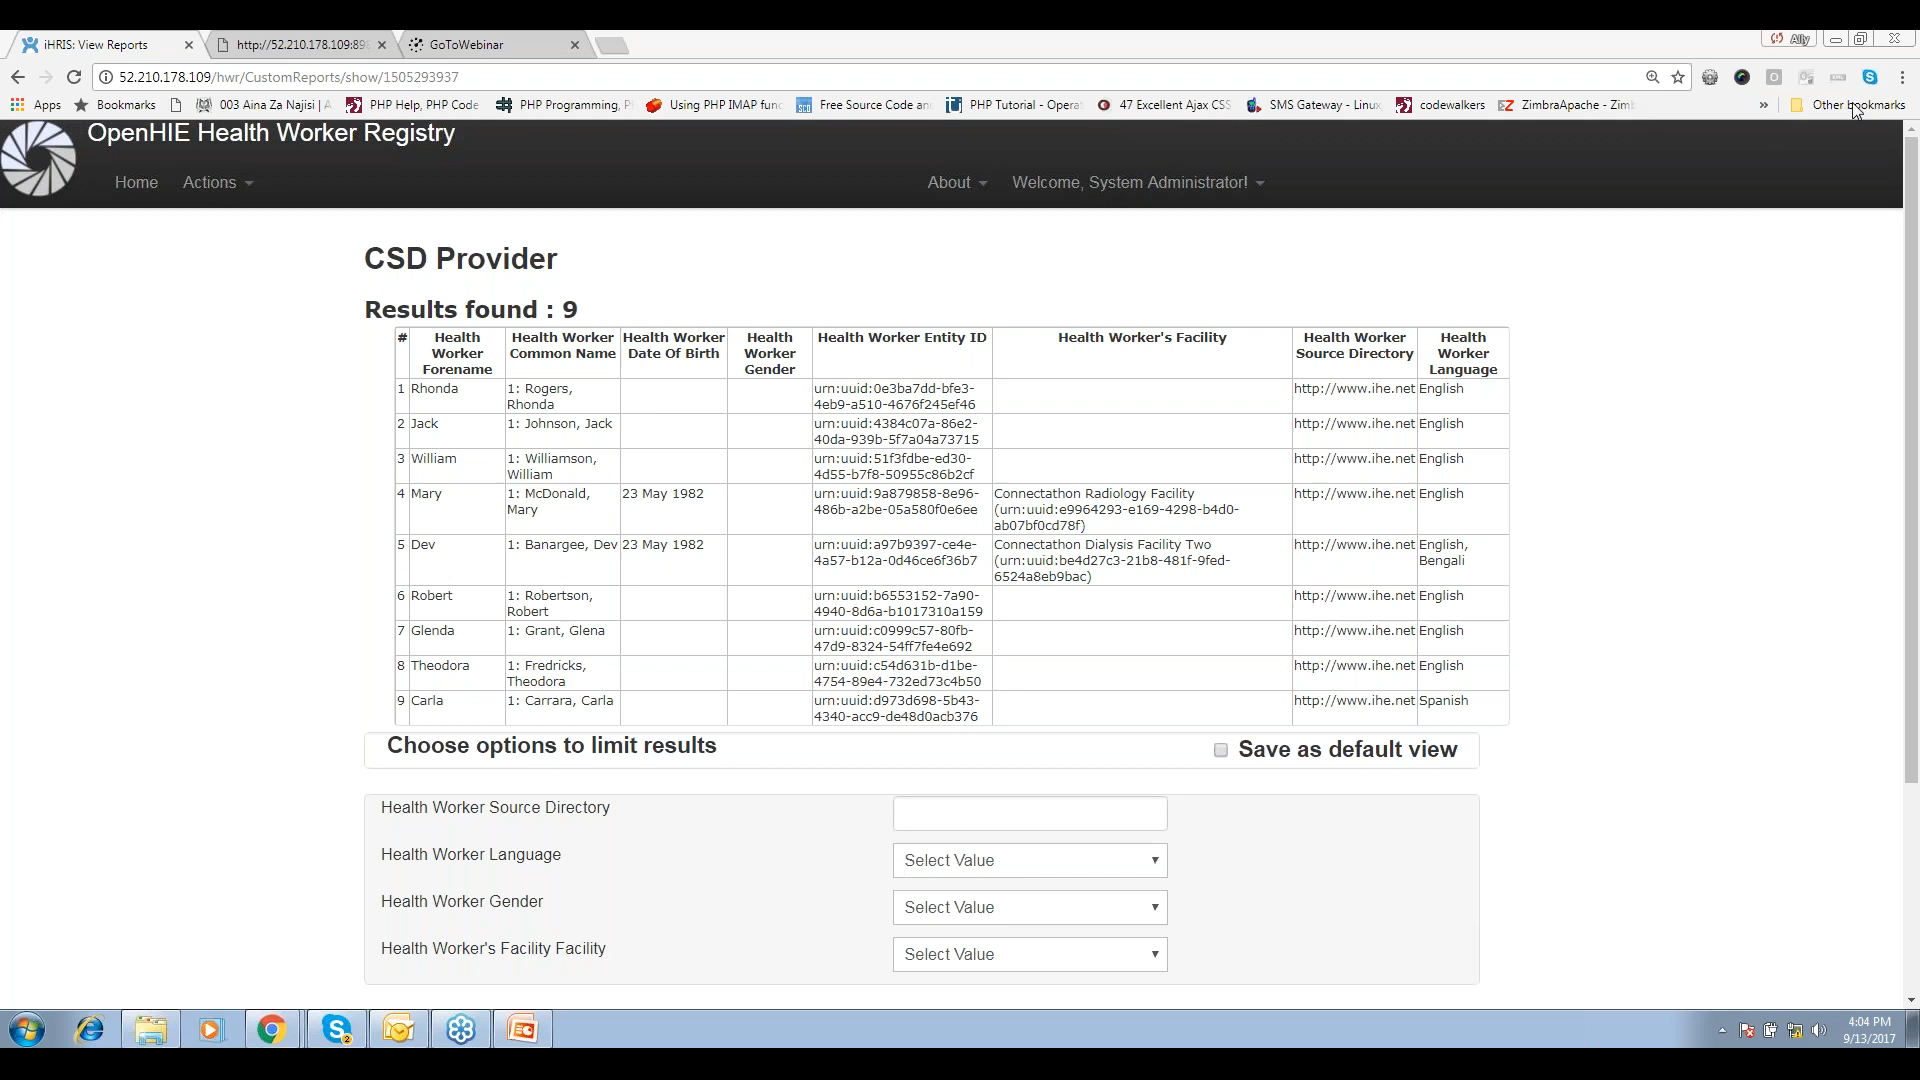 iHRIS: View Reports
http://52.210.178.109:898
GoToWebinar
Ally
52.210.178.109/hwr/CustomReports/show/1505293937
Apps
Bookmarks
003 Aina Za Najisi | A
PHP Help, PHP Code
PHP Programming, P
Using PHP IMAP func
Free Source Code and
PHP Tutorial - Operat
47 Excellent Ajax CSS
SMS Gateway - Linux
codewalkers
ZimbraApache - Zimb
»
Other bookmarks
OpenHIE Health Worker Registry
Home
Actions
About
Welcome, System Administrator!
CSD Provider
Results found : 9
# Health Worker Forename Health Worker Common Name Health Worker Date Of Birth Health Worker Gender Health Worker Entity ID Health Worker's Facility Health Worker Source Directory Health Worker Language
1 Rhonda 1: Rogers, Rhonda urn:uuid:0e3ba7dd-bfe3-4eb9-a510-4676f245ef46 http://www.ihe.net English
2 Jack 1: Johnson, Jack urn:uuid:4384c07a-86e2-40da-939b-5f7a04a73715 http://www.ihe.net English
3 William 1: Williamson, William urn:uuid:51f3fdbe-ed30-4d55-b7f8-50955c86b2cf http://www.ihe.net English
4 Mary 1: McDonald, Mary 23 May 1982 urn:uuid:9a879858-8e96-486b-a2be-05a580f0e6ee Connectathon Radiology Facility (urn:uuid:e9964293-e169-4298-b4d0-ab07bf0cd78f) http://www.ihe.net English
5 Dev 1: Banargee, Dev 23 May 1982 urn:uuid:a97b9397-ce4e-4a57-b12a-0d46ce6f36b7 Connectathon Dialysis Facility Two (urn:uuid:be4d27c3-21b8-481f-9fed-6524a8eb9bac) http://www.ihe.net English, Bengali
6 Robert 1: Robertson, Robert urn:uuid:b6553152-7a90-4940-8d6a-b1017310a159 http://www.ihe.net English
7 Glenda 1: Grant, Glena urn:uuid:c0999c57-80fb-47d9-8324-54ff7fe4e692 http://www.ihe.net English
8 Theodora 1: Fredricks, Theodora urn:uuid:c54d631b-d1be-4754-89e4-732ed73c4b50 http://www.ihe.net English
9 Carla 1: Carrara, Carla urn:uuid:d973d698-5b43-4340-acc9-de48d0acb376 http://www.ihe.net Spanish
Choose options to limit results
Save as default view
Health Worker Source Directory
Health Worker Language
Select Value
Health Worker Gender
Select Value
Health Worker's Facility Facility
Select Value
4:04 PM
9/13/2017